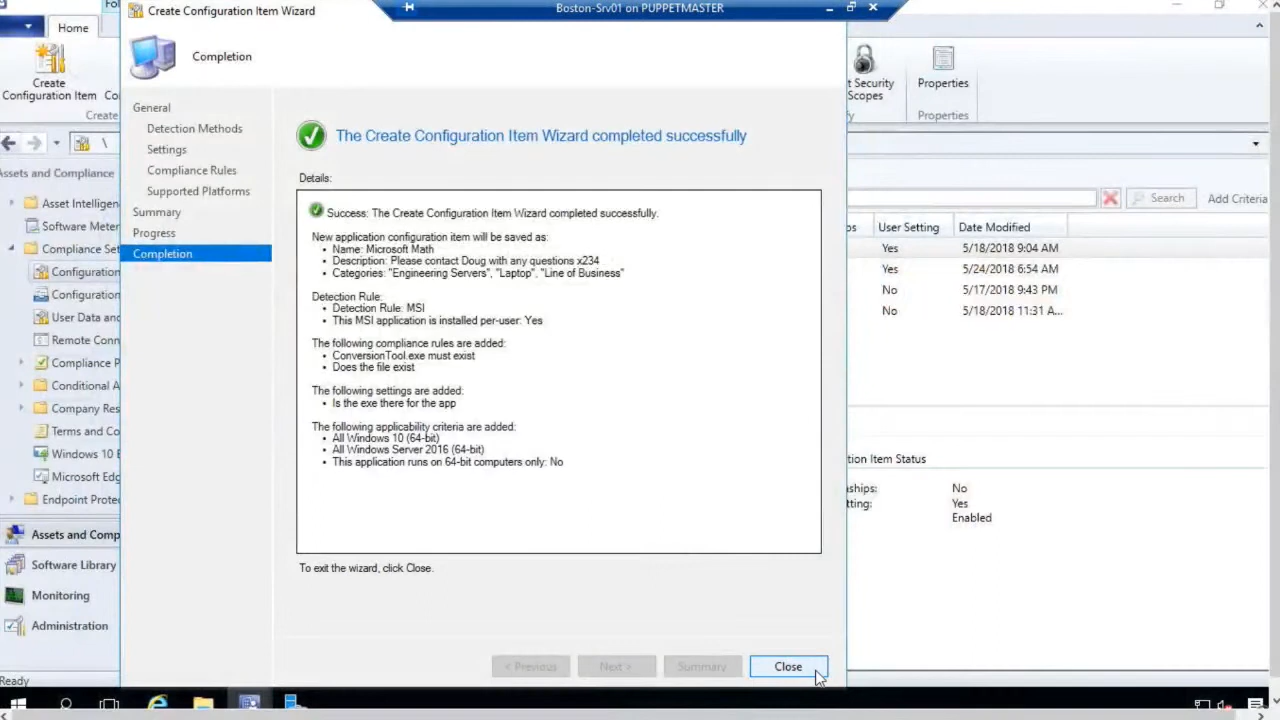 Create Configuration Item Wizard
Boston-Srv01 on PUPPETMASTER
Home
Create
Configuration Item
Create
Security
Scopes
Properties
Properties
Completion
General
Detection Methods
Settings
Compliance Rules
Supported Platforms
Summary
Progress
Completion
The Create Configuration Item Wizard completed successfully
Details:
Success: The Create Configuration Item Wizard completed successfully.
New application configuration item will be saved as:
• Name: Microsoft Math
• Description: Please contact Doug with any questions x234
• Categories: "Engineering Servers", "Laptop", "Line of Business"
Detection Rule:
• Detection Rule: MSI
• This MSI application is installed per-user: Yes
The following compliance rules are added:
• ConversionTool.exe must exist
• Does the file exist
The following settings are added:
• Is the exe there for the app
The following applicability criteria are added:
• All Windows 10 (64-bit)
• All Windows Server 2016 (64-bit)
• This application runs on 64-bit computers only: No
To exit the wizard, click Close.
< Previous
Next >
Summary
Close
\
ssets and Compliance
Asset Intelligen
Software Meter
Compliance Set
Configuration
Configuration
User Data and
Remote Conn
Compliance P
Conditional A
Company Res
Terms and Co
Windows 10 E
Microsoft Edg
Endpoint Prote
Assets and Comp
Software Library
Monitoring
Administration
Ready
Search
Add Criteria
User Setting
Date Modified
Yes 5/18/2018 9:04 AM
Yes 5/24/2018 6:54 AM
No 5/17/2018 9:43 PM
No 5/18/2018 11:31 A...
tion Item Status
ships: No
tting: Yes
Enabled